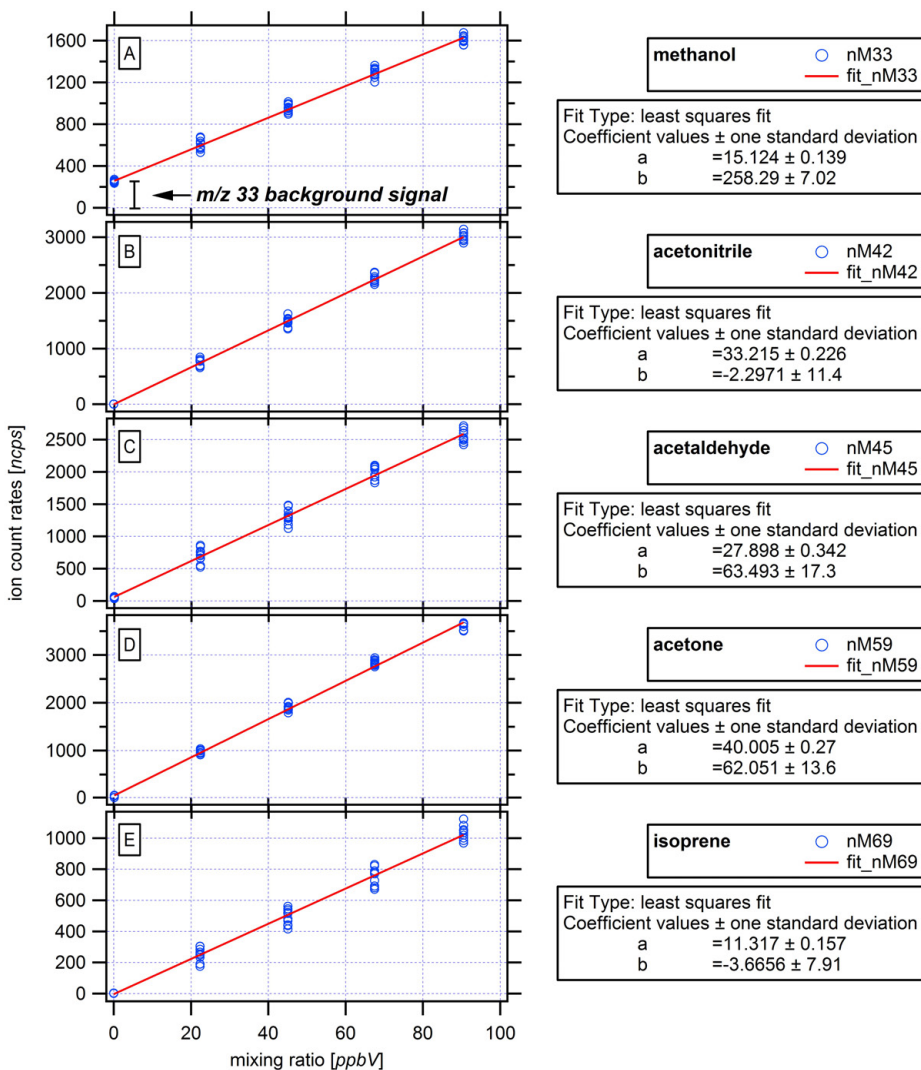 ion count rates [ncps]
A
1600
1200
800
400
0
m/z 33 background signal
methanol
nM33
fit_nM33
Fit Type: least squares fit
Coefficient values ± one standard deviation
a =15.124 ± 0.139
b =258.29 ± 7.02
B
3000
2000
1000
0
acetonitrile
nM42
fit_nM42
Fit Type: least squares fit
Coefficient values ± one standard deviation
a =33.215 ± 0.226
b =-2.2971 ± 11.4
C
2500
2000
1500
1000
500
0
acetaldehyde
nM45
fit_nM45
Fit Type: least squares fit
Coefficient values ± one standard deviation
a =27.898 ± 0.342
b =63.493 ± 17.3
D
3000
2000
1000
0
acetone
nM59
fit_nM59
Fit Type: least squares fit
Coefficient values ± one standard deviation
a =40.005 ± 0.27
b =62.051 ± 13.6
E
1000
800
600
400
200
0
isoprene
nM69
fit_nM69
Fit Type: least squares fit
Coefficient values ± one standard deviation
a =11.317 ± 0.157
b =-3.6656 ± 7.91
0 20 40 60 80 100
mixing ratio [ppbV]